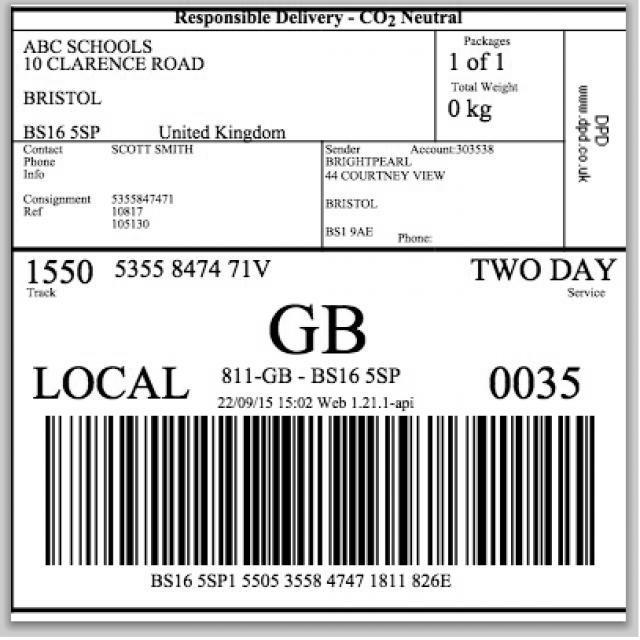 Responsible Delivery - CO2 Neutral
ABC SCHOOLS
10 CLARENCE ROAD
BRISTOL
BS16 5SP United Kingdom
Packages
1 of 1
Total Weight
0 kg
DPD
www.dpd.co.uk
Contact SCOTT SMITH
Phone
Info
Consignment 5355847471
Ref 10817
105130
Sender Account:303538
BRIGHTPEARL
44 COURTNEY VIEW
BRISTOL
BS1 9AE Phone:
1550 5355 8474 71V TWO DAY
Track Service
GB
LOCAL 811-GB - BS16 5SP 0035
22/09/15 15:02 Web 1.21.1-api
BS16 5SP1 5505 3558 4747 1811 826E